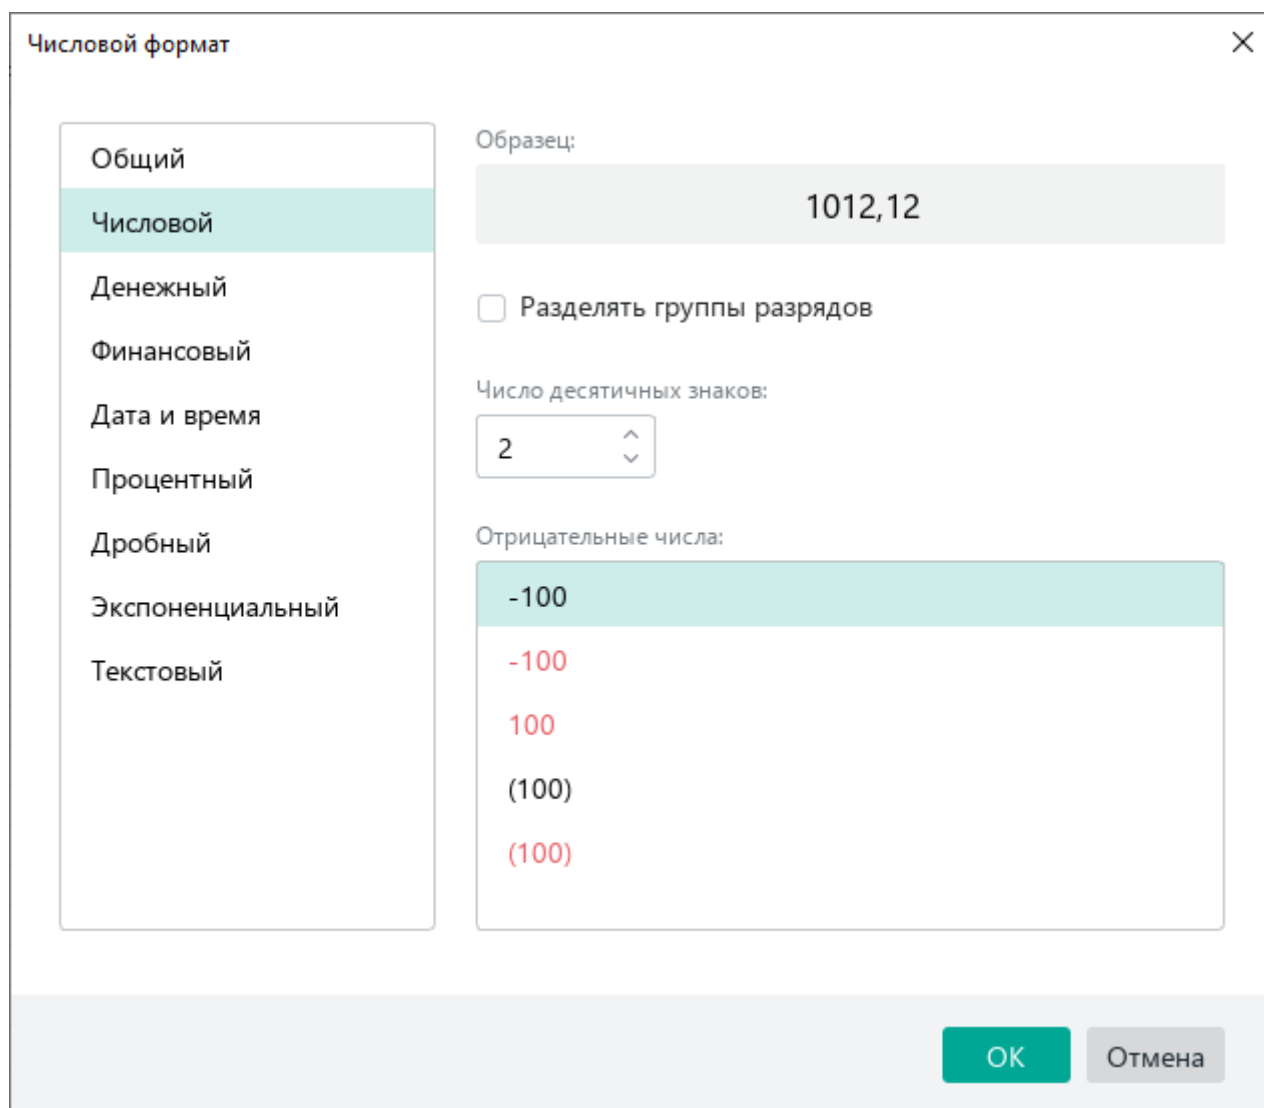 Числовой формат
Общий
Числовой
Денежный
Финансовый
Дата и время
Процентный
Дробный
Экспоненциальный
Текстовый
Образец:
1012,12
Разделять группы разрядов
Число десятичных знаков:
2
Отрицательные числа:
-100
-100
100
(100)
(100)
ОК
Отмена